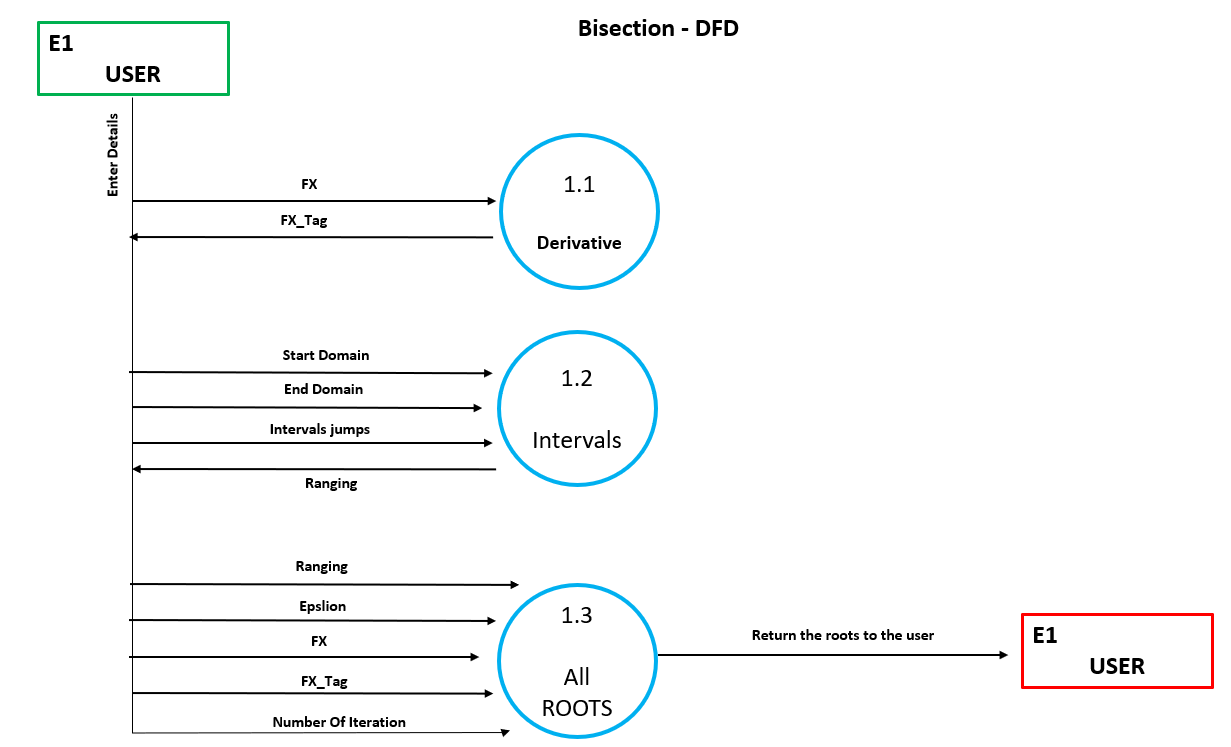 Bisection - DFD
E1
USER
Enter Details
FX
FX_Tag
1.1
Derivative
Start Domain
End Domain
Intervals jumps
Ranging
1.2
Intervals
Ranging
Epslion
FX
FX_Tag
Number Of Iteration
1.3
All
ROOTS
Return the roots to the user
E1
USER